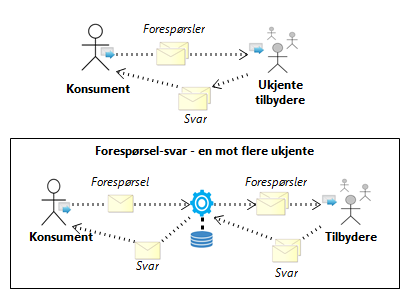 Forespørsler
Konsument
Ukjente
tilbydere
Svar
Forespørsel-svar - en mot flere ukjente
Forespørsel
Forespørsler
Konsument
Tilbydere
Svar
Svar